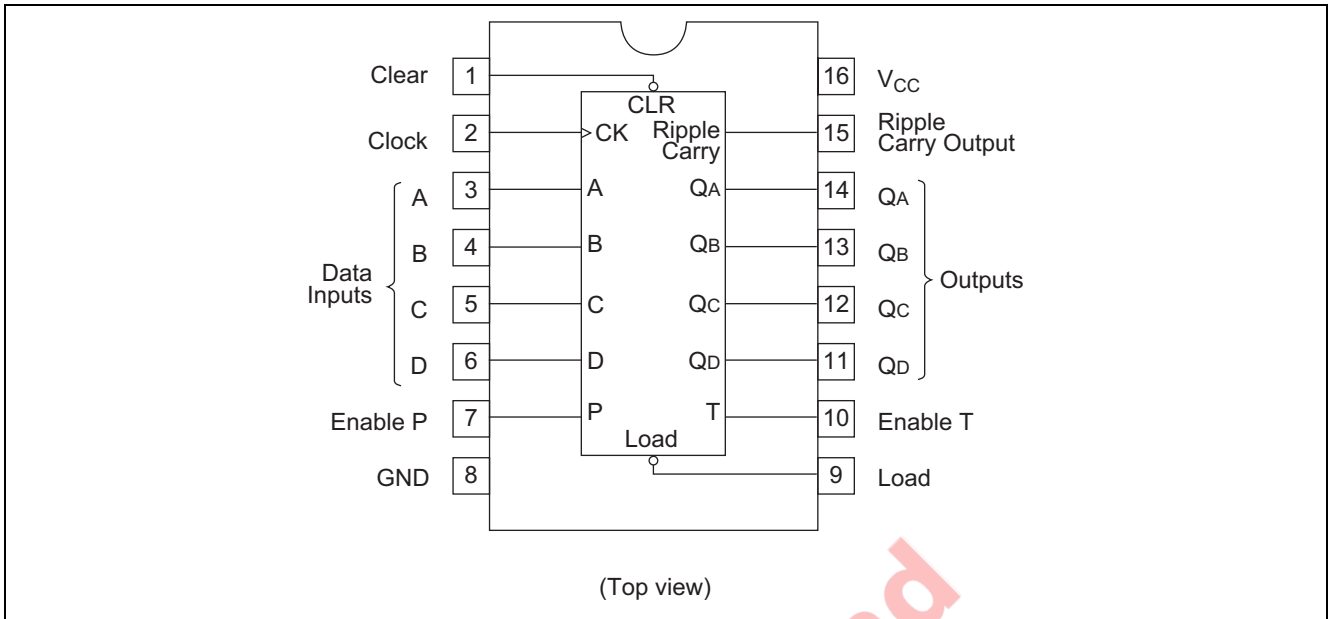 Clear 1 16 VCC
CLR
Clock 2 CK Ripple Carry 15 Ripple Carry Output
A 3 A QA 14 QA
B 4 B QB 13 QB
Data Inputs
Outputs
C 5 C QC 12 QC
D 6 D QD 11 QD
Enable P 7 P T 10 Enable T
Load
GND 8 9 Load
(Top view)